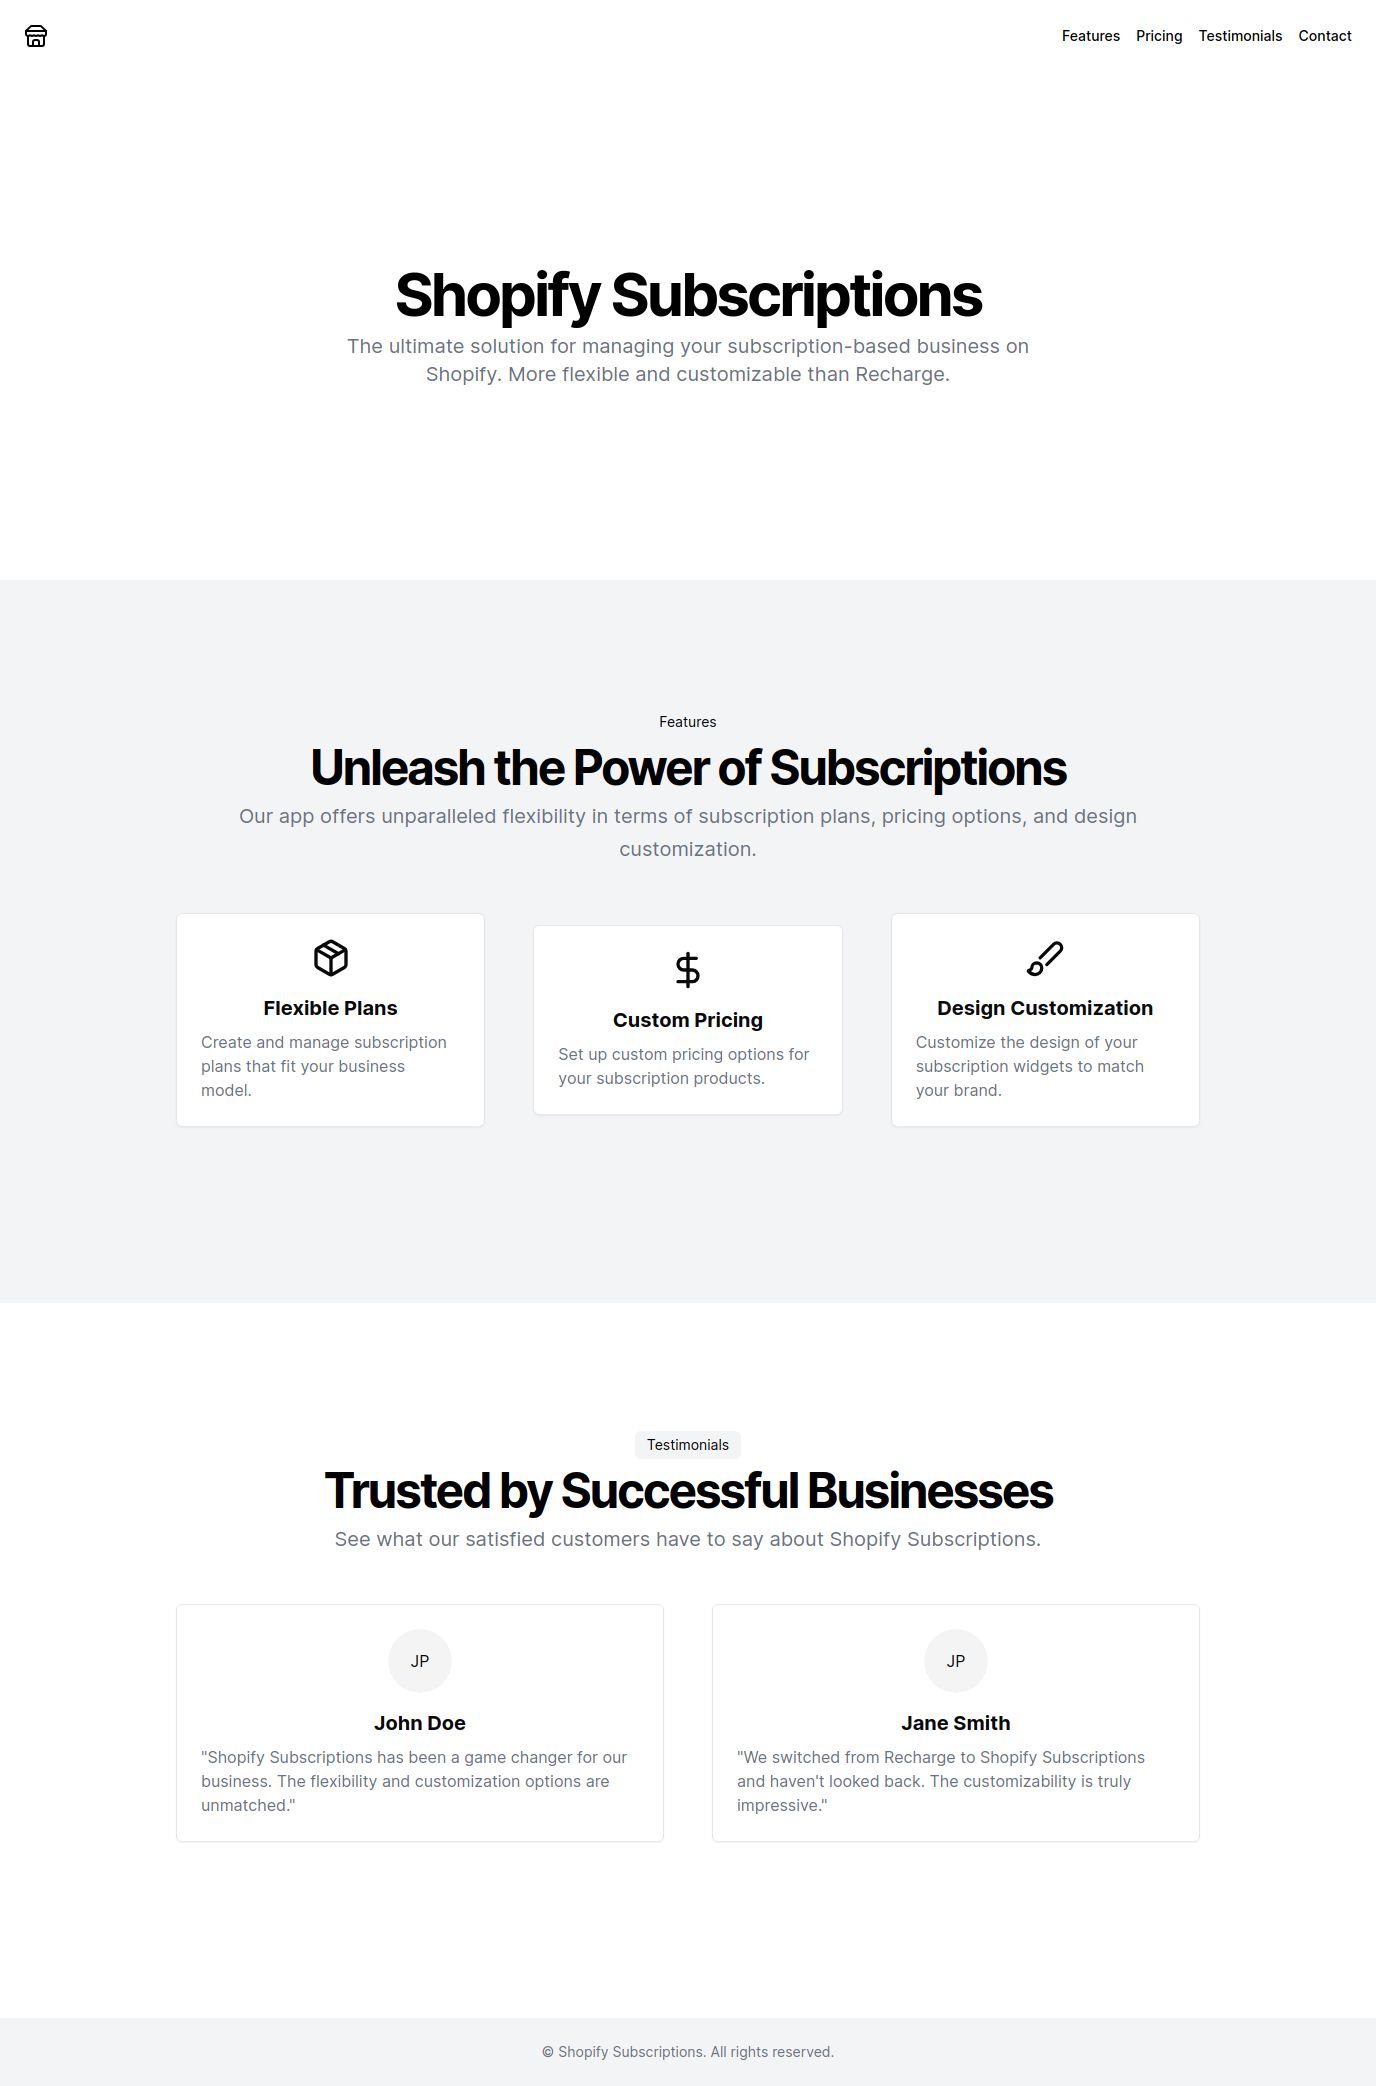 Features Pricing Testimonials Contact
Shopify Subscriptions
The ultimate solution for managing your subscription-based business on
Shopify. More flexible and customizable than Recharge.
Features
Unleash the Power of Subscriptions
Our app offers unparalleled flexibility in terms of subscription plans, pricing options, and design
customization.
Flexible Plans
Create and manage subscription
plans that fit your business
model.
Custom Pricing
Set up custom pricing options for
your subscription products.
Design Customization
Customize the design of your
subscription widgets to match
your brand.
Testimonials
Trusted by Successful Businesses
See what our satisfied customers have to say about Shopify Subscriptions.
JP
John Doe
"Shopify Subscriptions has been a game changer for our
business. The flexibility and customization options are
unmatched."
JP
Jane Smith
"We switched from Recharge to Shopify Subscriptions
and haven't looked back. The customizability is truly
impressive."
© Shopify Subscriptions. All rights reserved.